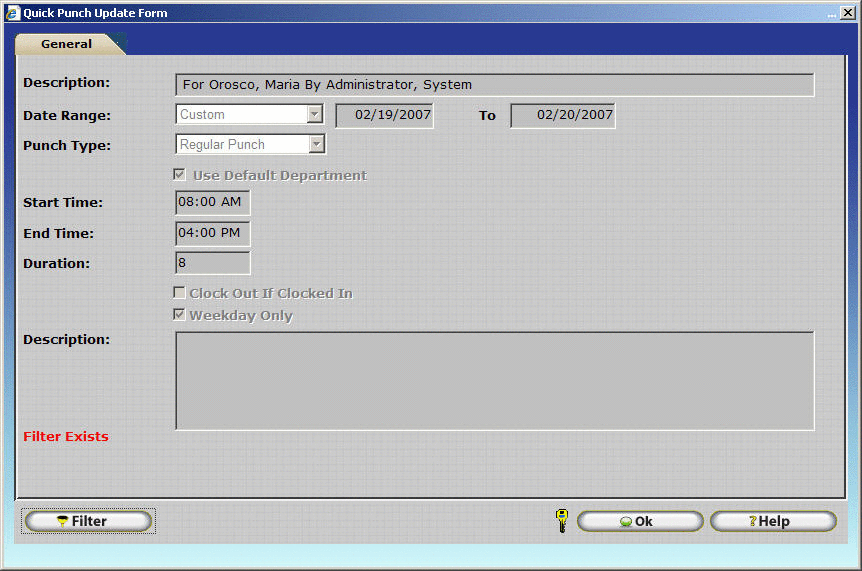 Quick Punch Update Form
General
Description: For Orosco, Maria By Administrator, System
Date Range: Custom 02/19/2007 To 02/20/2007
Punch Type: Regular Punch
Use Default Department
Start Time: 08:00 AM
End Time: 04:00 PM
Duration: 8
Clock Out If Clocked In
Weekday Only
Description:
Filter Exists
Filter Ok ?Help